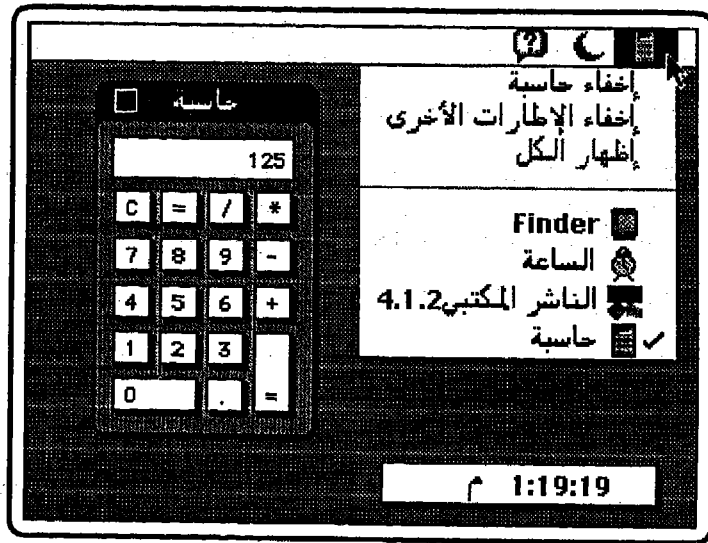 إخفاء حاسبة
إخفاء الإطارات الأخرى
إظهار الكل
Finder
الساعة
الناشر المكتبي4.1.2
حاسبة
حاسبة
125
C = / *
7 8 9 -
4 5 6 +
1 2 3
0 . =
1:19:19 م